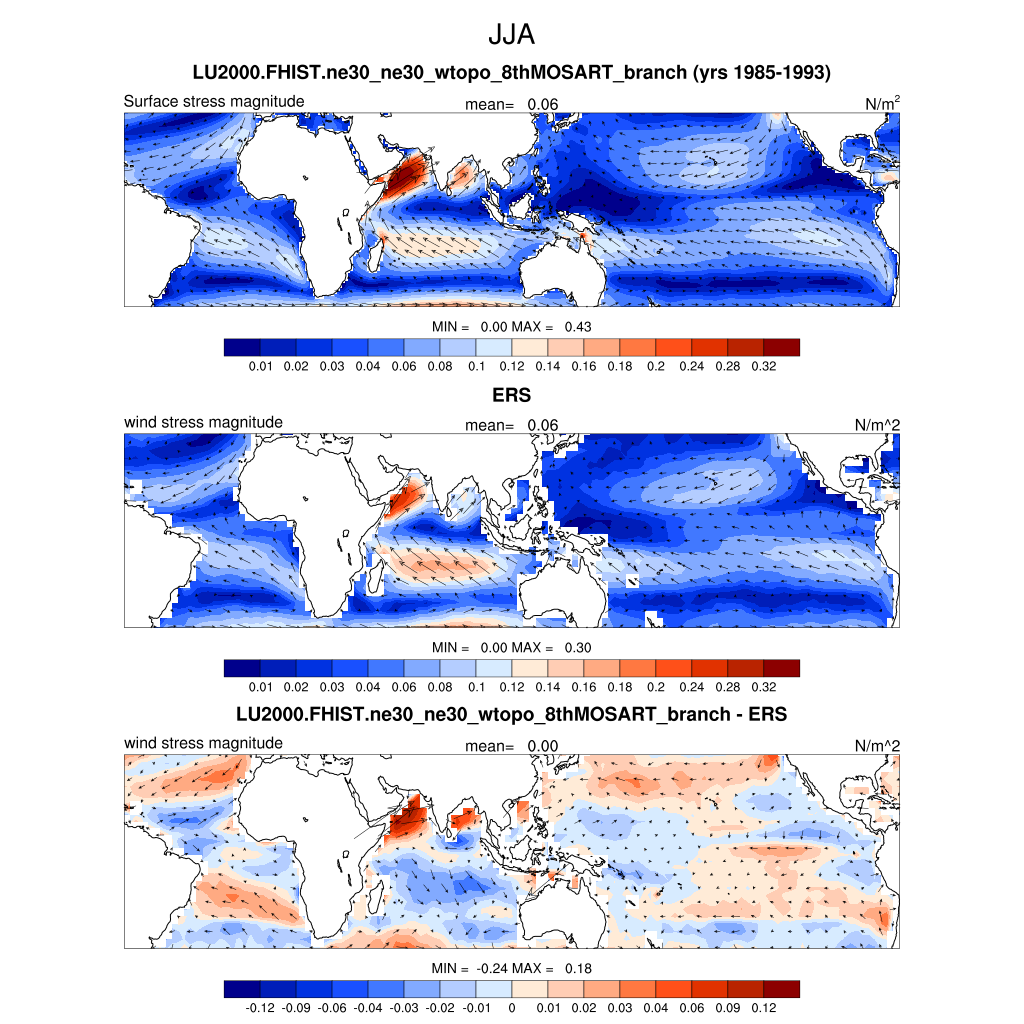 JJA
LU2000.FHIST.ne30_ne30_wtopo_8thMOSART_branch (yrs 1985-1993)
Surface stress magnitude mean= 0.06 N/m2
MIN = 0.00 MAX = 0.43
0.01 0.02 0.03 0.04 0.06 0.08 0.1 0.12 0.14 0.16 0.18 0.2 0.24 0.28 0.32
ERS
wind stress magnitude mean= 0.06 N/m^2
MIN = 0.00 MAX = 0.30
0.01 0.02 0.03 0.04 0.06 0.08 0.1 0.12 0.14 0.16 0.18 0.2 0.24 0.28 0.32
LU2000.FHIST.ne30_ne30_wtopo_8thMOSART_branch - ERS
wind stress magnitude mean= 0.00 N/m^2
MIN = -0.24 MAX = 0.18
-0.12 -0.09 -0.06 -0.04 -0.03 -0.02 -0.01 0 0.01 0.02 0.03 0.04 0.06 0.09 0.12